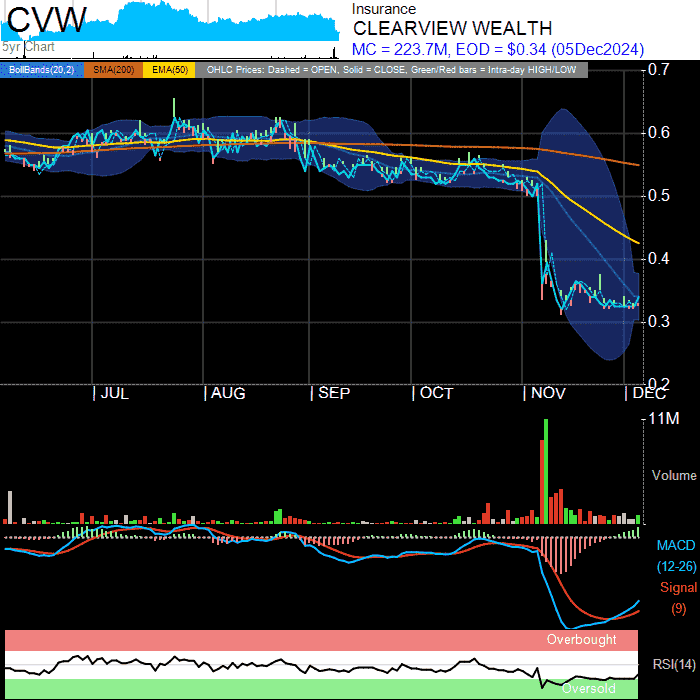 CVW
5yr Chart
Insurance
CLEARVIEW WEALTH
MC = 223.7M, EOD = $0.34 (05Dec2024)
BollBands(20,2) SMA(200) EMA(50) OHLC Prices: Dashed = OPEN, Solid = CLOSE, Green/Red bars = Intra-day HIGH/LOW
0.7
0.6
0.5
0.4
0.3
0.2
JUL AUG SEP OCT NOV DEC
11M
Volume
MACD
(12-26)
Signal
(9)
Overbought
RSI(14)
Oversold